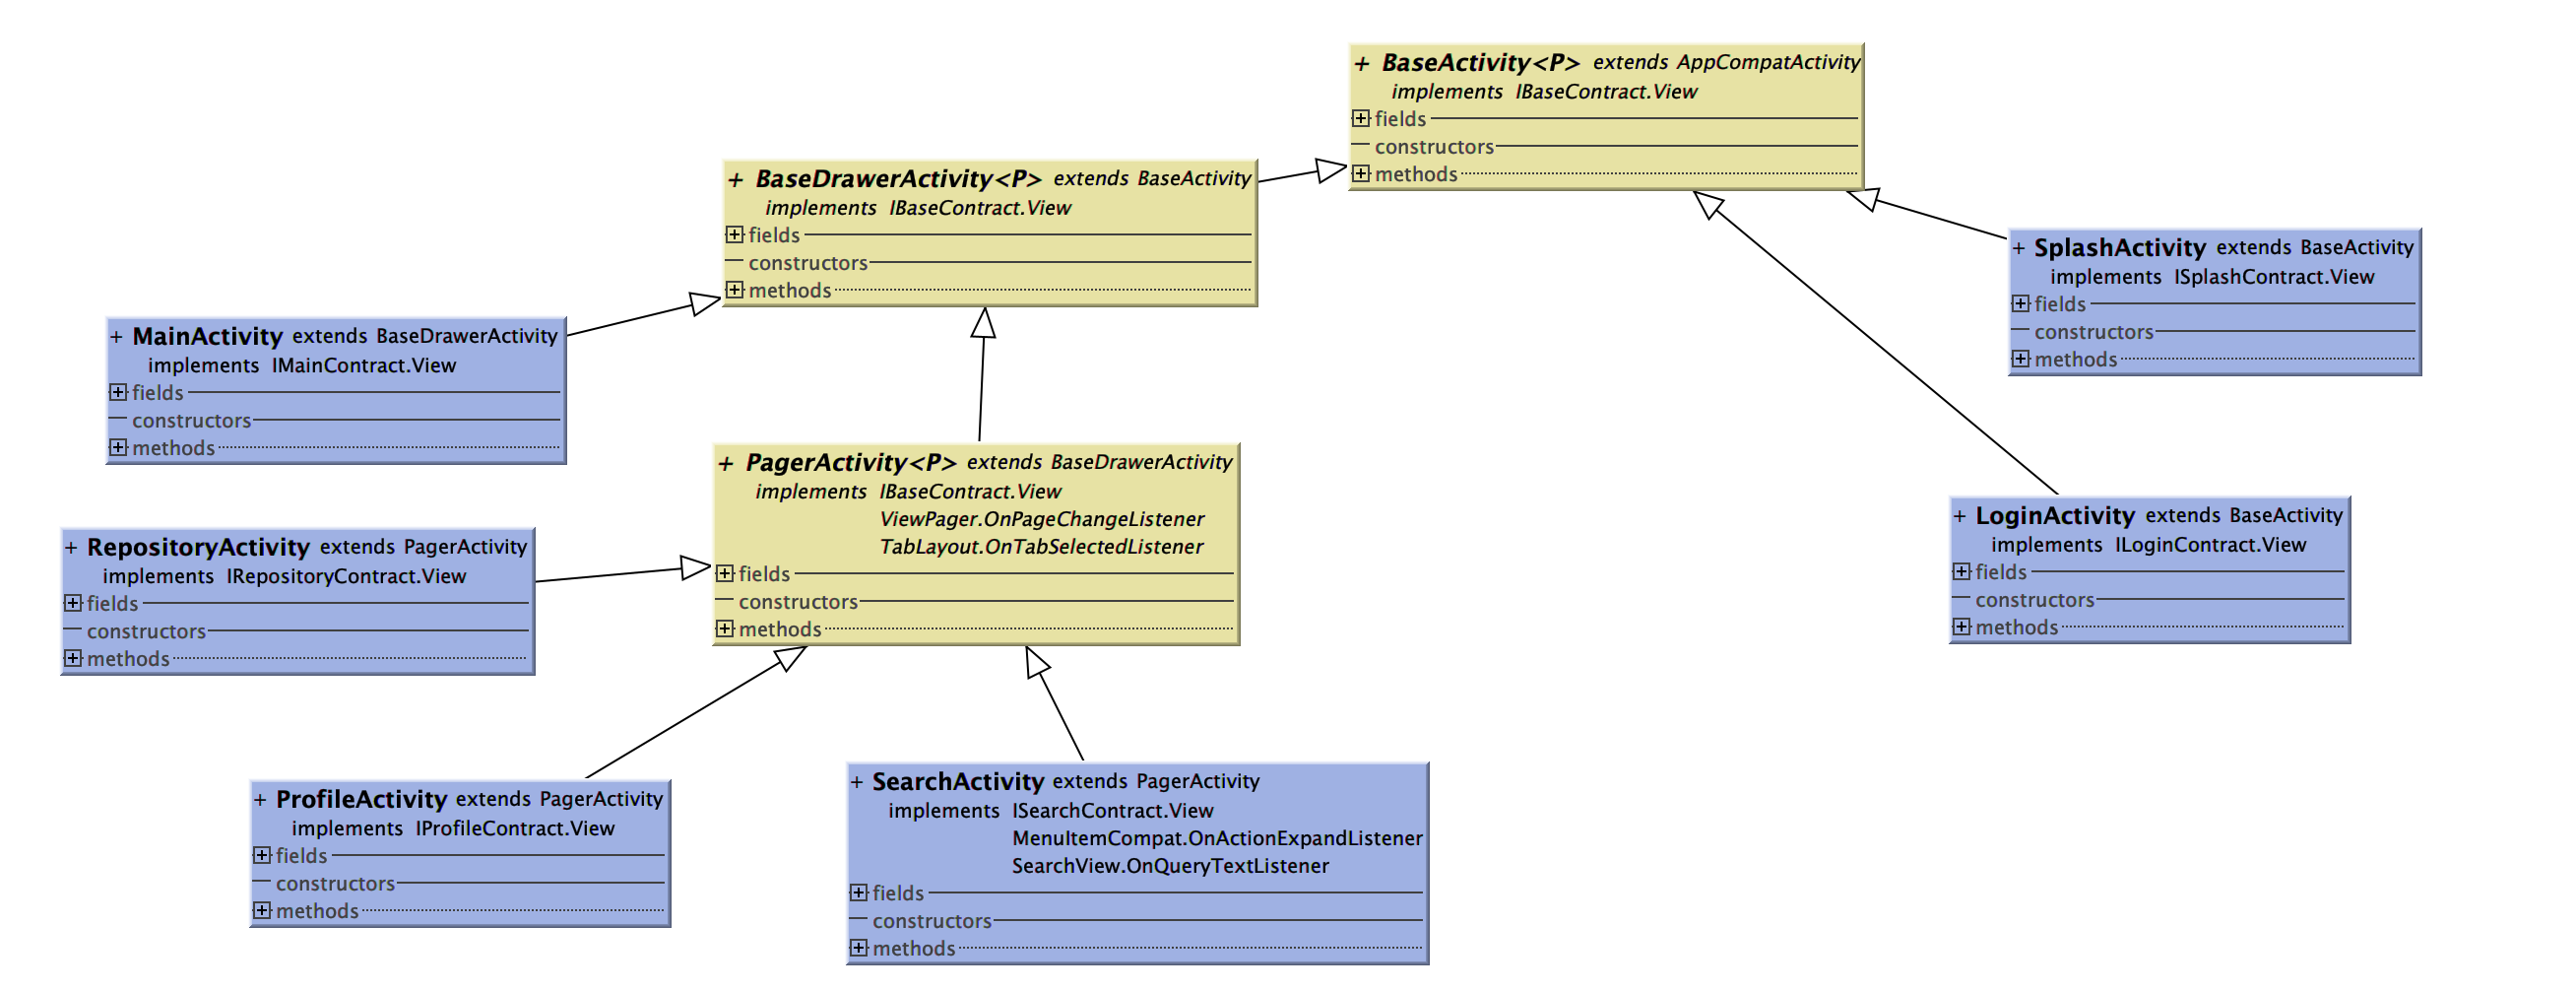 + BaseActivity<P> extends AppCompatActivity
implements IBaseContract.View
fields
constructors
methods
+ BaseDrawerActivity<P> extends BaseActivity
implements IBaseContract.View
fields
constructors
methods
+ SplashActivity extends BaseActivity
implements ISplashContract.View
fields
constructors
methods
+ MainActivity extends BaseDrawerActivity
implements IMainContract.View
fields
constructors
methods
+ PagerActivity<P> extends BaseDrawerActivity
implements IBaseContract.View
ViewPager.OnPageChangeListener
TabLayout.OnTabSelectedListener
fields
constructors
methods
+ LoginActivity extends BaseActivity
implements ILoginContract.View
fields
constructors
methods
+ RepositoryActivity extends PagerActivity
implements IRepositoryContract.View
fields
constructors
methods
+ ProfileActivity extends PagerActivity
implements IProfileContract.View
fields
constructors
methods
+ SearchActivity extends PagerActivity
implements ISearchContract.View
MenuItemCompat.OnActionExpandListener
SearchView.OnQueryTextListener
fields
constructors
methods